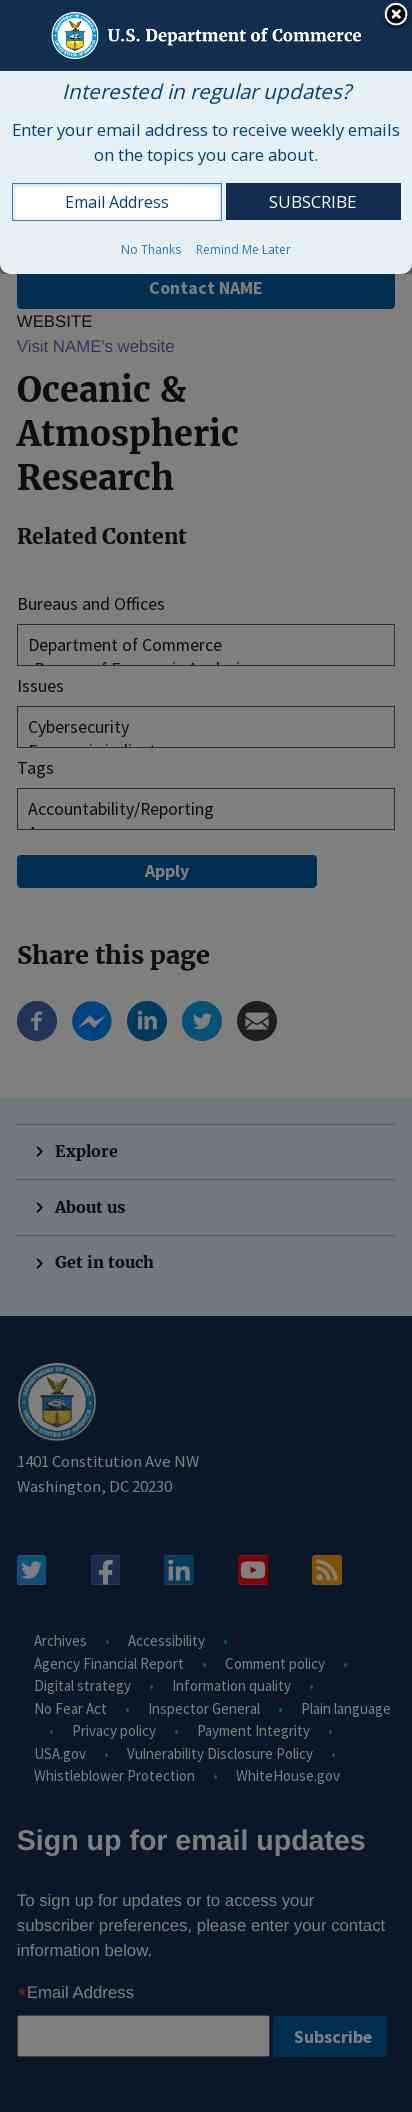 U.S. Department of Commerce
Interested in regular updates?
Enter your email address to receive weekly emails
on the topics you care about.
Email Address
SUBSCRIBE
No Thanks Remind Me Later
Contact NAME
WEBSITE
Visit NAME's website
Oceanic &
Atmospheric
Research
Related Content
Bureaus and Offices
Department of Commerce
Issues
Cybersecurity
Tags
Accountability/Reporting
Apply
Share this page
Explore
About us
Get in touch
1401 Constitution Ave NW
Washington, DC 20230
Archives • Accessibility •
Agency Financial Report • Comment policy •
Digital strategy • Information quality •
No Fear Act • Inspector General • Plain language
• Privacy policy • Payment Integrity •
USA.gov • Vulnerability Disclosure Policy •
Whistleblower Protection • WhiteHouse.gov
Sign up for email updates
To sign up for updates or to access your
subscriber preferences, please enter your contact
information below.
*Email Address
Subscribe